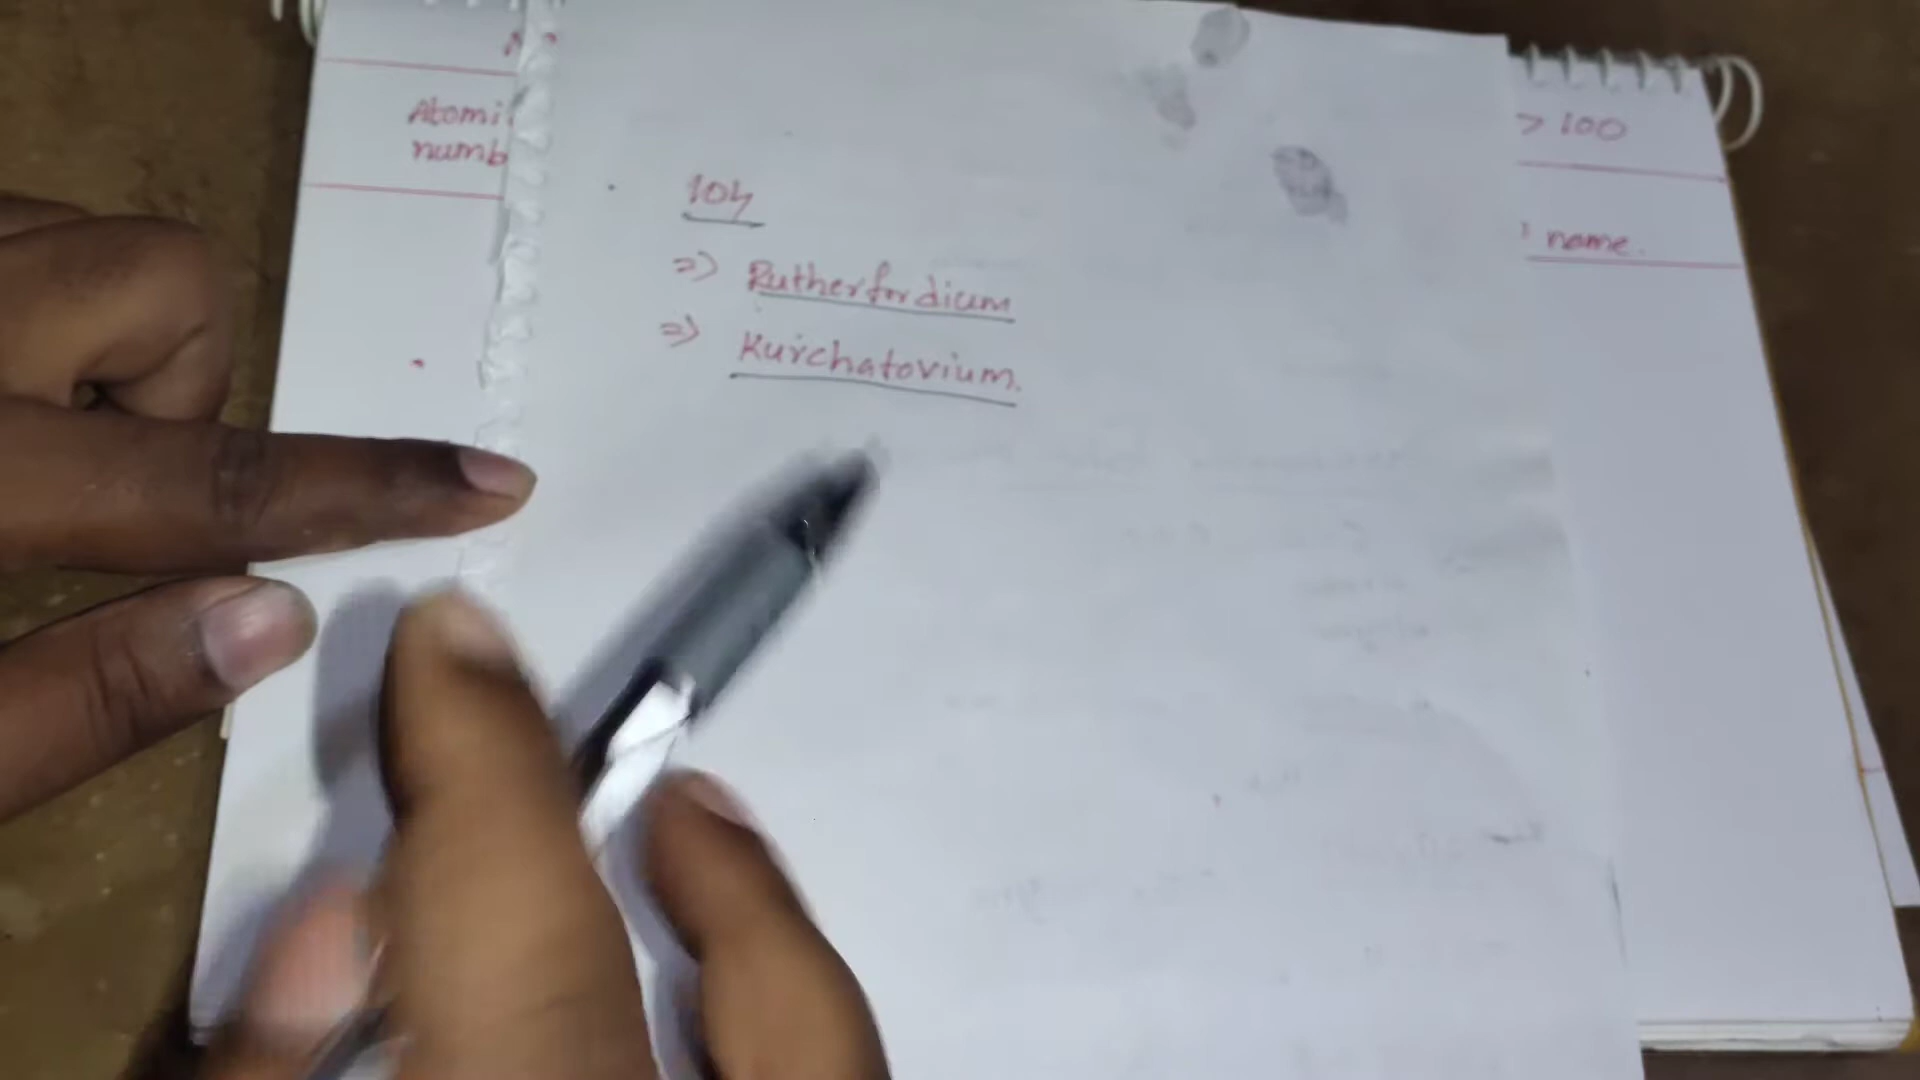 Atomi
numb
> 100
name.
104
=> Rutherfordium
=> Kurchatovium.